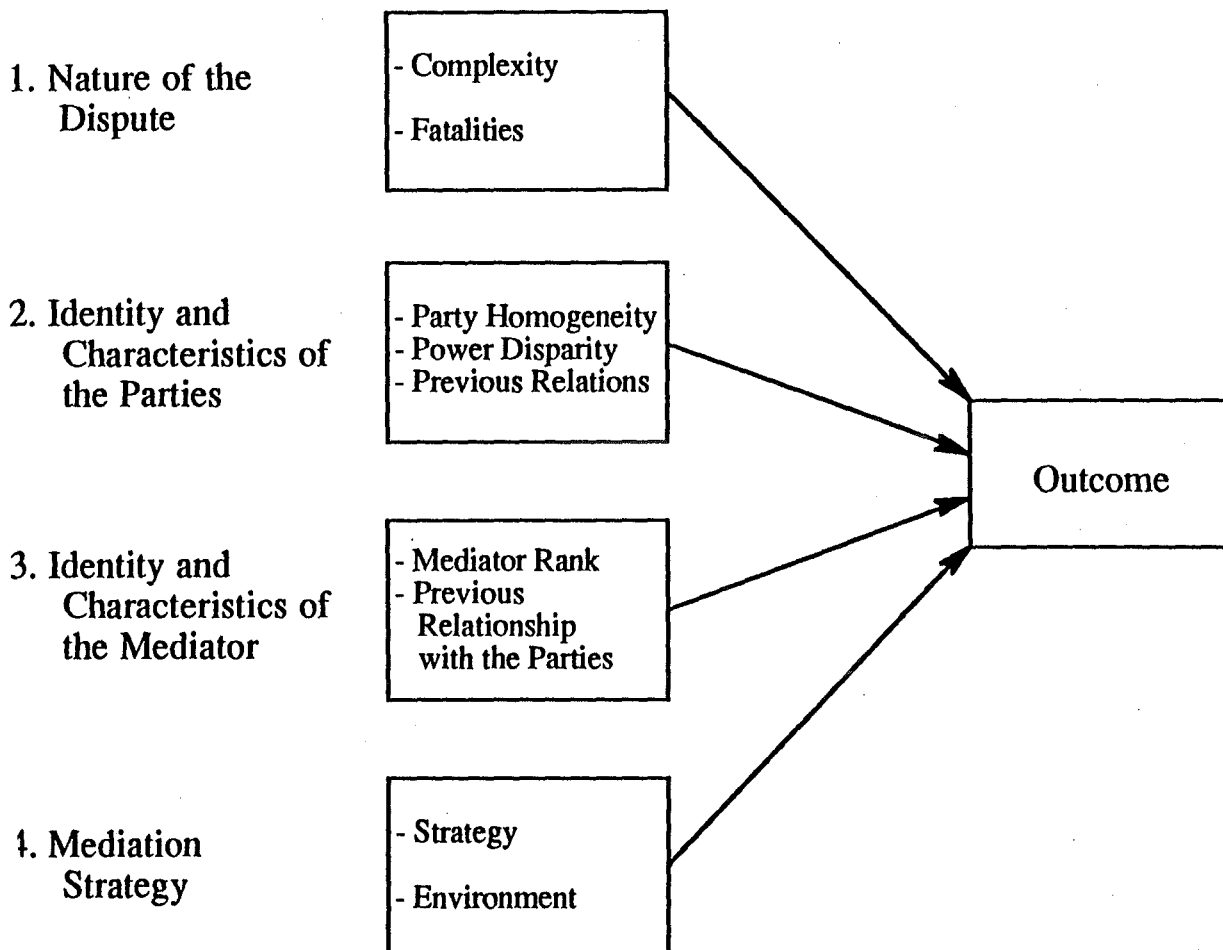 1. Nature of the
Dispute
- Complexity
- Fatalities
2. Identity and
Characteristics of
the Parties
- Party Homogeneity
- Power Disparity
- Previous Relations
Outcome
3. Identity and
Characteristics of
the Mediator
- Mediator Rank
- Previous
Relationship
with the Parties
4. Mediation
Strategy
- Strategy
- Environment